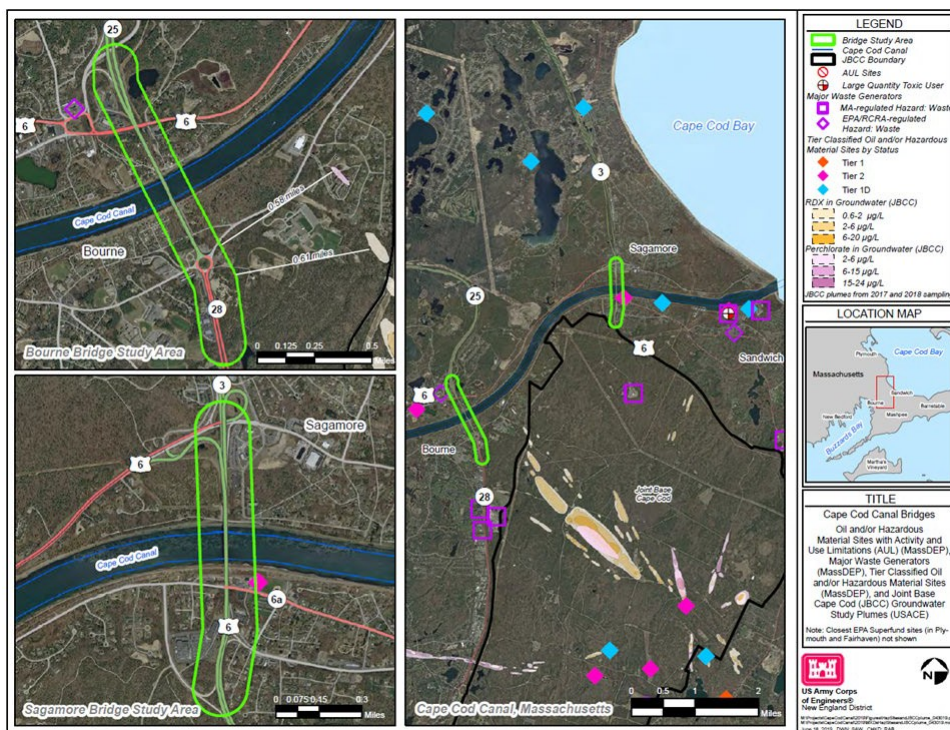 25
6
6
Cape Cod Canal
0.58 miles
Bourne
0.61 miles
28
0 0.125 0.25 0.5
Miles
Bourne Bridge Study Area
3
Sagamore
6
Cape Cod Canal
6a
6
0 0.075 0.15 0.3
Miles
Sagamore Bridge Study Area
Cape Cod Bay
3
Sagamore
25
6
Sandwich
6
Bourne
28
Joint Base
Cape Cod
0 0.5 1 2
Miles
Cape Cod Canal, Massachusetts
LEGEND
Bridge Study Area
Cape Cod Canal
JBCC Boundary
AUL Sites
Large Quantity Toxic User
Major Waste Generators
MA-regulated Hazard: Waste
EPA/RCRA-regulated
Hazard: Waste
Tier Classified Oil and/or Hazardous
Material Sites by Status
Tier 1
Tier 2
Tier 1D
RDX in Groundwater (JBCC)
0.6-2 µg/L
2-6 µg/L
6-20 µg/L
Perchlorate in Groundwater (JBCC)
2-6 µg/L
6-15 µg/L
15-24 µg/L
JBCC plumes from 2017 and 2018 sampling
LOCATION MAP
Plymouth
Cape Cod Bay
Massachusetts
Sandwich
Bourne
Barnstable
New Bedford
Mashpee
Buzzards Bay
Martha's
Vineyard
TITLE
Cape Cod Canal Bridges
Oil and/or Hazardous
Material Sites with Activity and
Use Limitations (AUL) (MassDEP),
Major Waste Generators
(MassDEP), Tier Classified Oil
and/or Hazardous Material Sites
(MassDEP), and Joint Base
Cape Cod (JBCC) Groundwater
Study Plumes (USACE)
Note: Closest EPA Superfund sites (in Ply-
mouth and Fairhaven) not shown
N
US Army Corps
of Engineers®
New England District